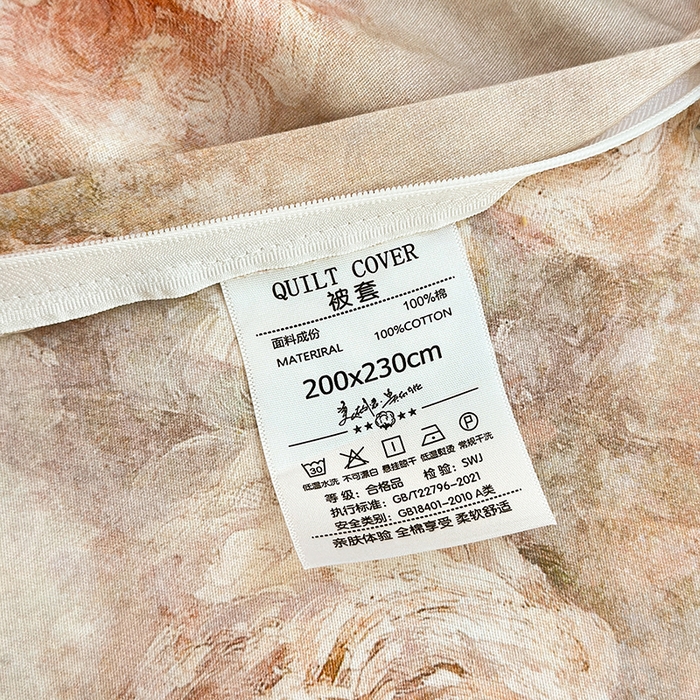 QUILT COVER
被套
面料成份 100%棉
MATERIRAL 100%COTTON
200x230cm
30
低温水洗 不可漂白 悬挂晾干 低温熨烫 常规干洗
P
等 级：合格品 检 验：SWJ
执行标准：GB/T22796-2021
安全类别：GB18401-2010 A类
亲肤体验 全棉享受 柔软舒适